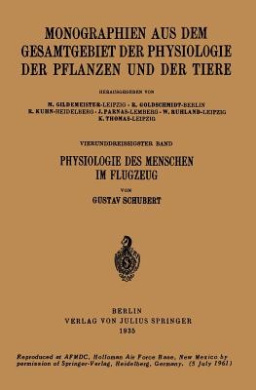 MONOGRAPHIEN AUS DEM
GESAMTGEBIET DER PHYSIOLOGIE
DER PFLANZEN UND DER TIERE
HERAUSGEGEBEN VON
M. GILDEMEISTER-LEIPZIG · R. GOLDSCHMIDT-BERLIN
R. KUHN-HEIDELBERG · J. PARNAS-LEMBERG · W. RUHLAND-LEIPZIG
K. THOMAS-LEIPZIG
VIERUNDDREISSIGSTER BAND
PHYSIOLOGIE DES MENSCHEN
IM FLUGZEUG
VON
GUSTAV SCHUBERT
BERLIN
VERLAG VON JULIUS SPRINGER
1935
Reproduced at AFMDC, Holloman Air Force Base, New Mexico by
permission of Springer-Verlag, Heidelberg, Germany. (5 July 1961)